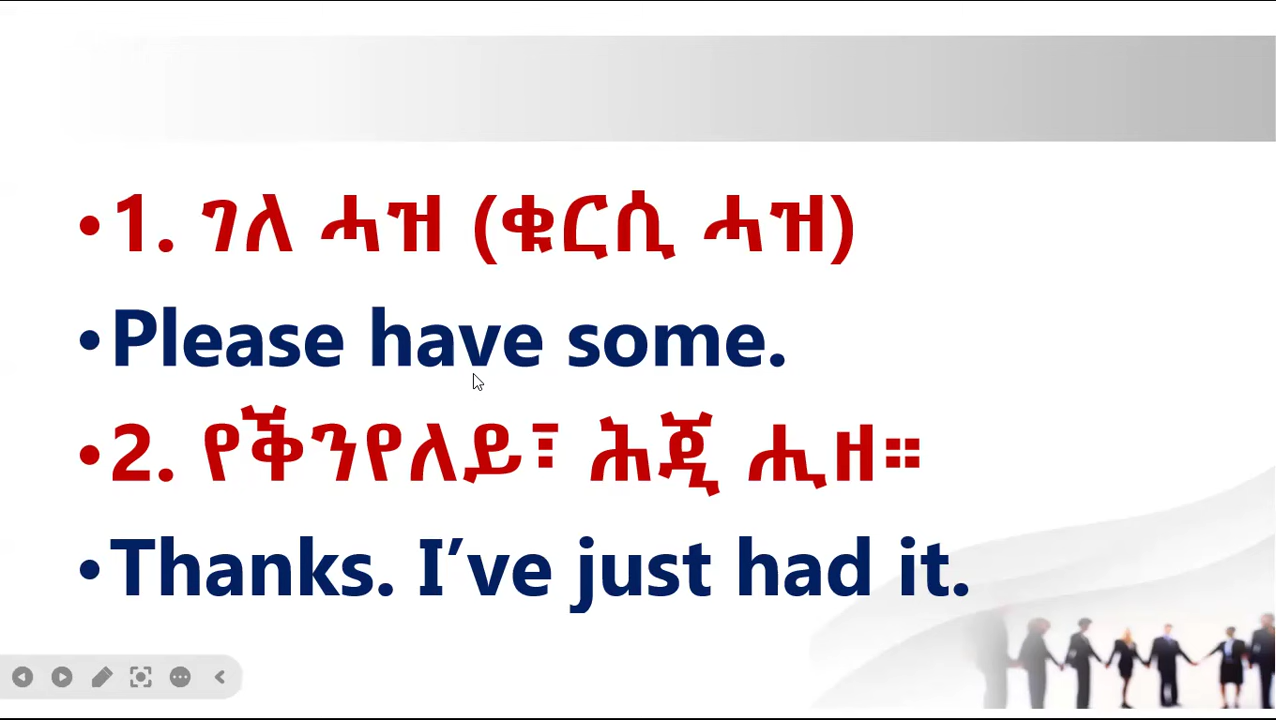 •1. ገለ ሓዝ (ቁርሲ ሓዝ)
•Please have some.
•2. የቐንየለይ፣ ሕጂ ሒዘ።
•Thanks. I’ve just had it.